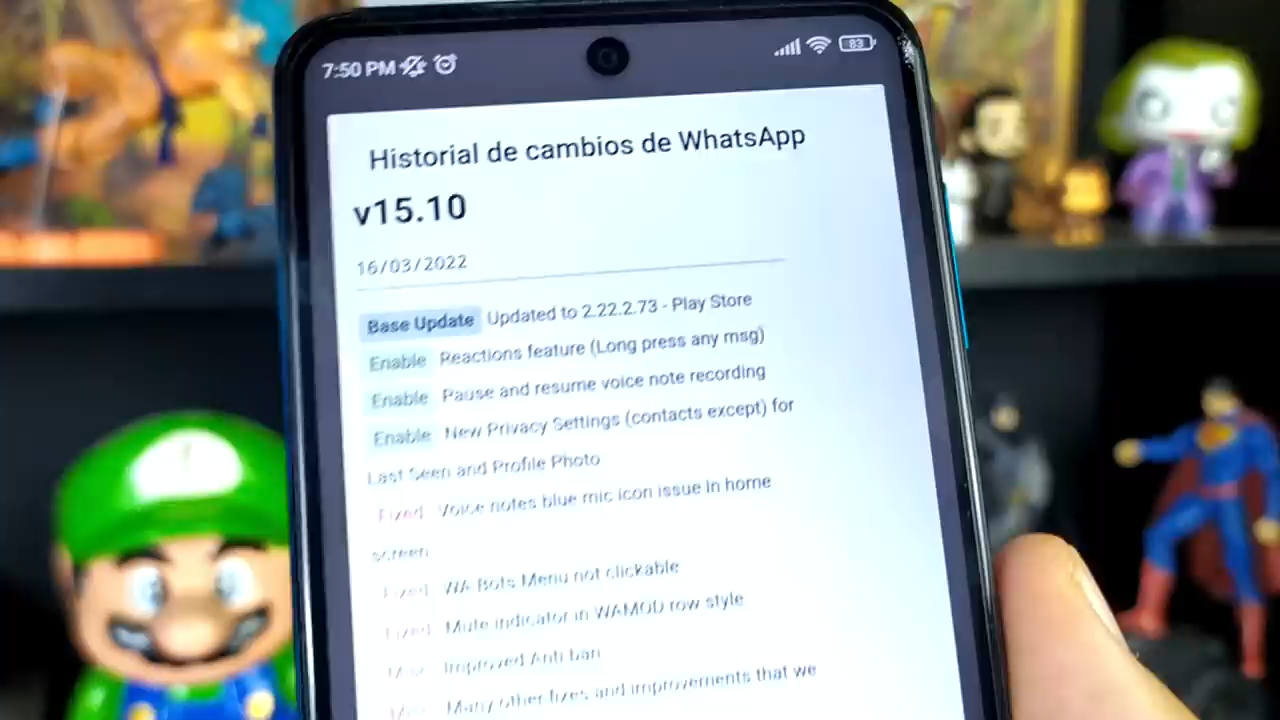 7:50 PM
83
Historial de cambios de WhatsApp
v15.10
16/03/2022
Base Update Updated to 2.22.2.73 - Play Store
Enable Reactions feature (Long press any msg)
Enable Pause and resume voice note recording
Enable New Privacy Settings (contacts except) for
Last Seen and Profile Photo
Fixed Voice notes blue mic icon issue in home
screen
Fixed WA Bots Menu not clickable
Fixed Mute indicator in WAMOD row style
Misc Improved Anti ban
Misc Many other fixes and improvements that we